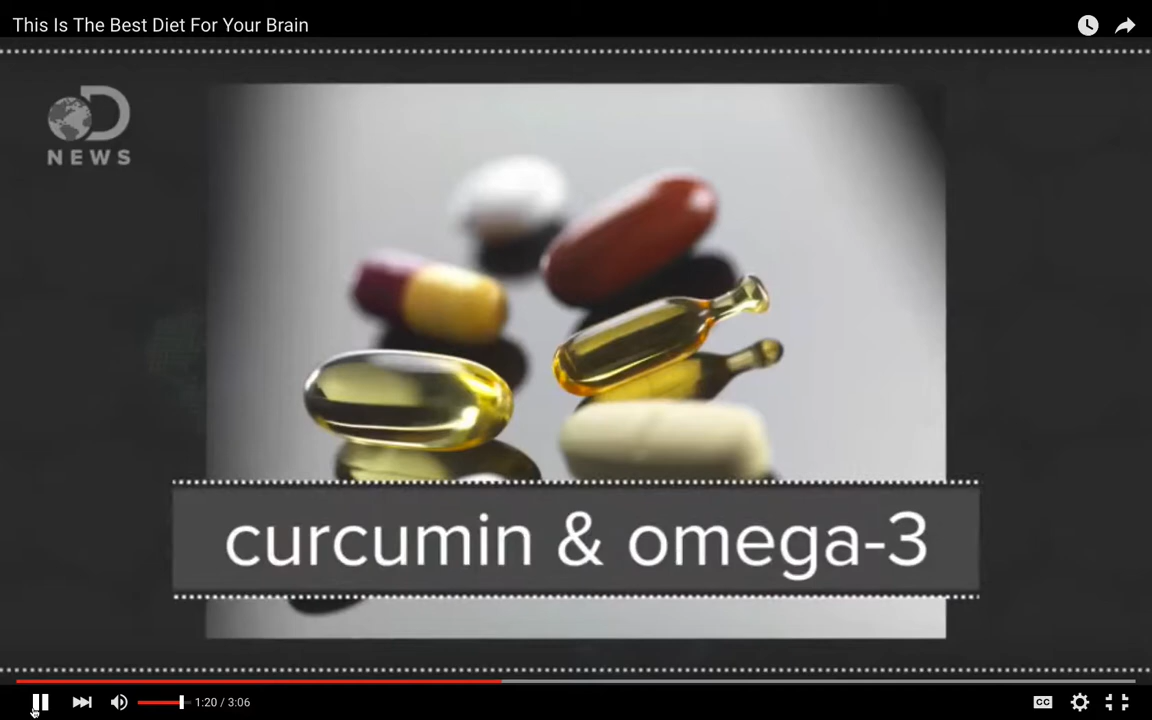 This Is The Best Diet For Your Brain
NEWS
curcumin & omega-3
1:20 / 3:06
CC